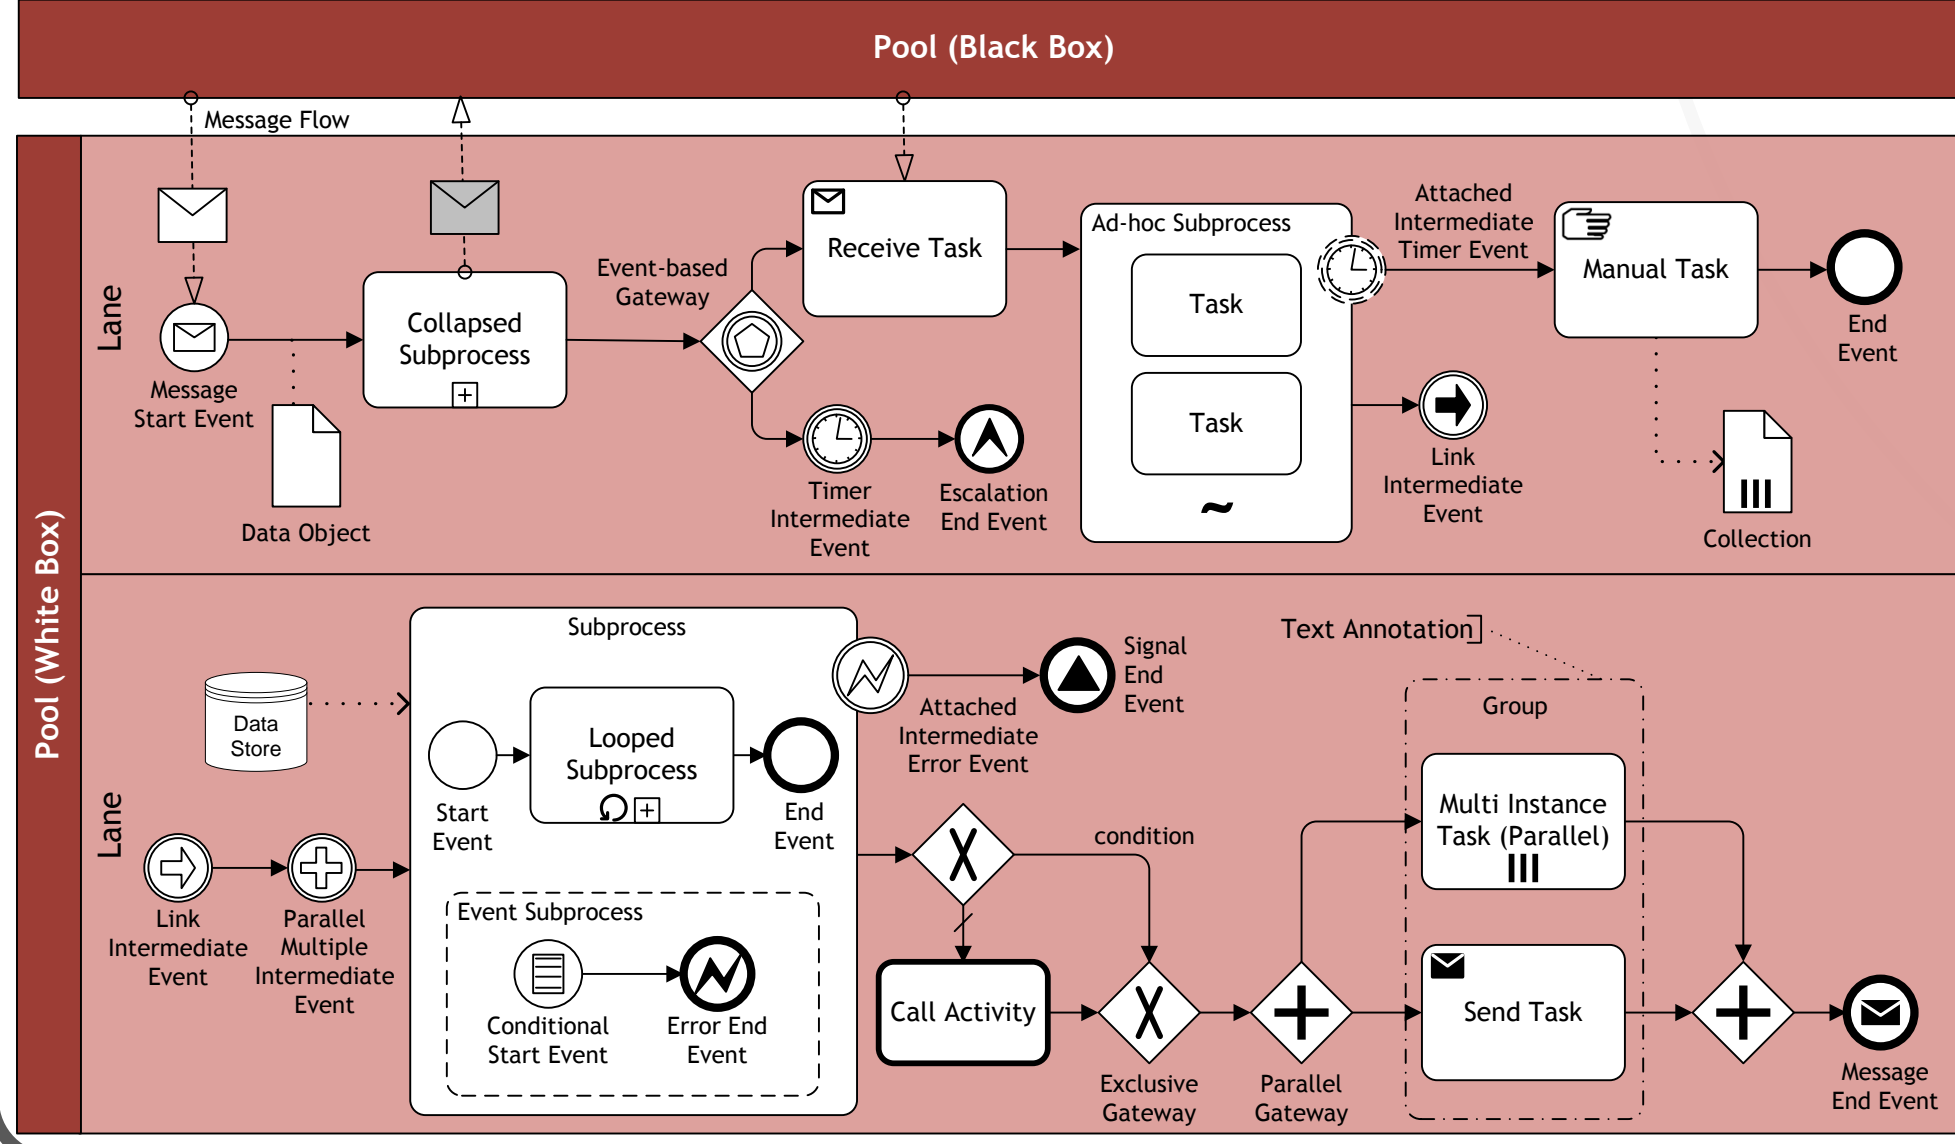 Pool (Black Box)
Message Flow
Pool (White Box)
Lane
Message
Start Event
Data Object
Collapsed
Subprocess
Event-based
Gateway
Receive Task
Timer
Intermediate
Event
Escalation
End Event
Ad-hoc Subprocess
Task
Task
Attached
Intermediate
Timer Event
Link
Intermediate
Event
Manual Task
Collection
End
Event
Lane
Data
Store
Link
Intermediate
Event
Parallel
Multiple
Intermediate
Event
Subprocess
Start
Event
Looped
Subprocess
End
Event
Event Subprocess
Conditional
Start Event
Error End
Event
Attached
Intermediate
Error Event
Signal
End
Event
condition
Call Activity
Exclusive
Gateway
Parallel
Gateway
Text Annotation
Group
Multi Instance
Task (Parallel)
Send Task
Message
End Event